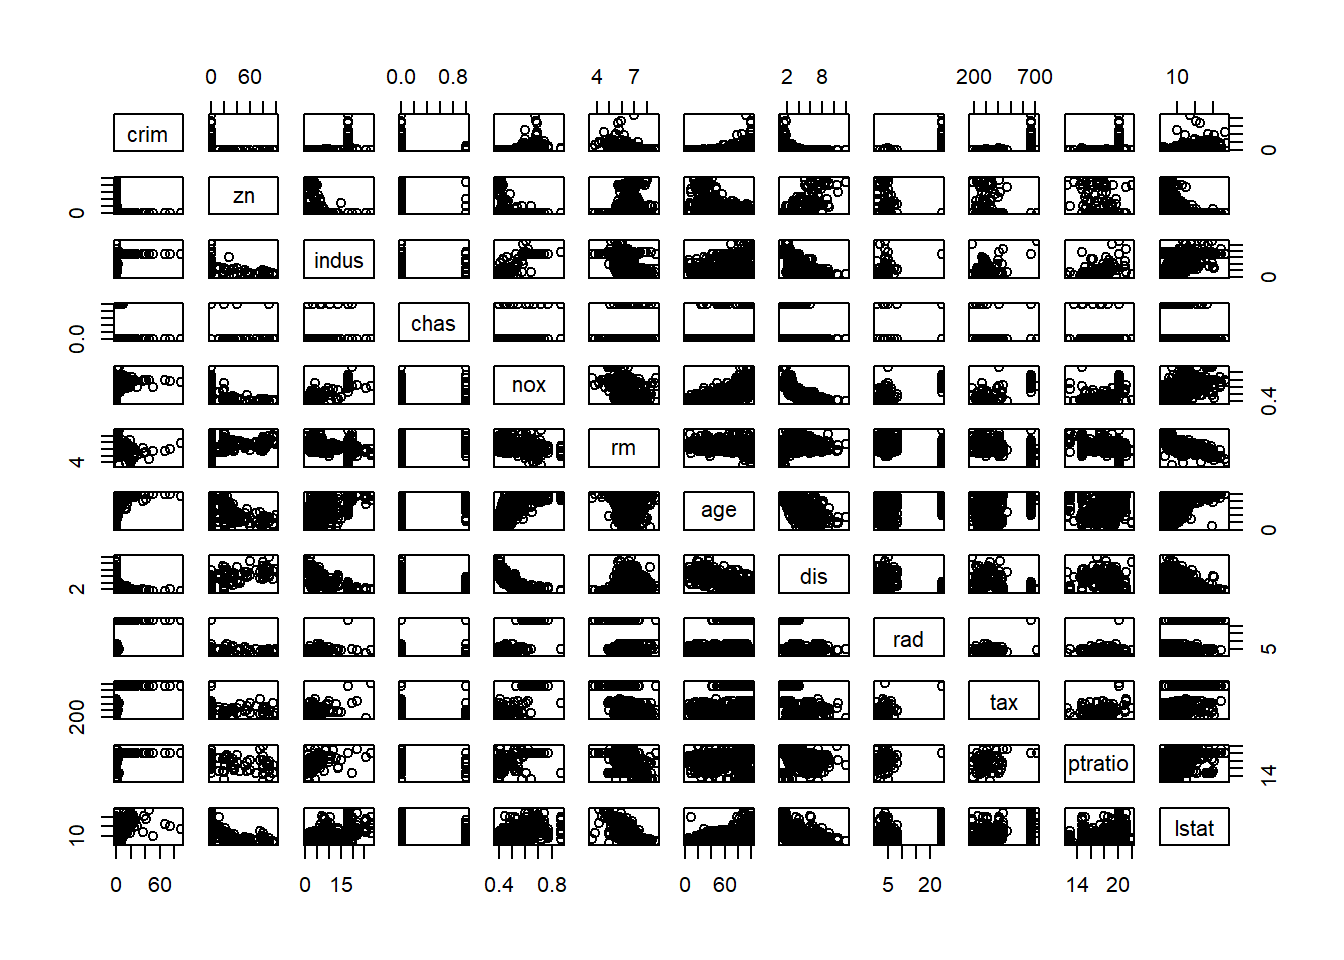 0 60 0.0 0.8 4 7 2 8 200 700 10
crim 0
0 zn
indus 0
0.0 chas
nox 0.4
4 rm
age 0
2 dis
rad 5
200 tax
ptratio 14
10 lstat
0 60 0 15 0.4 0.8 0 60 5 20 14 20